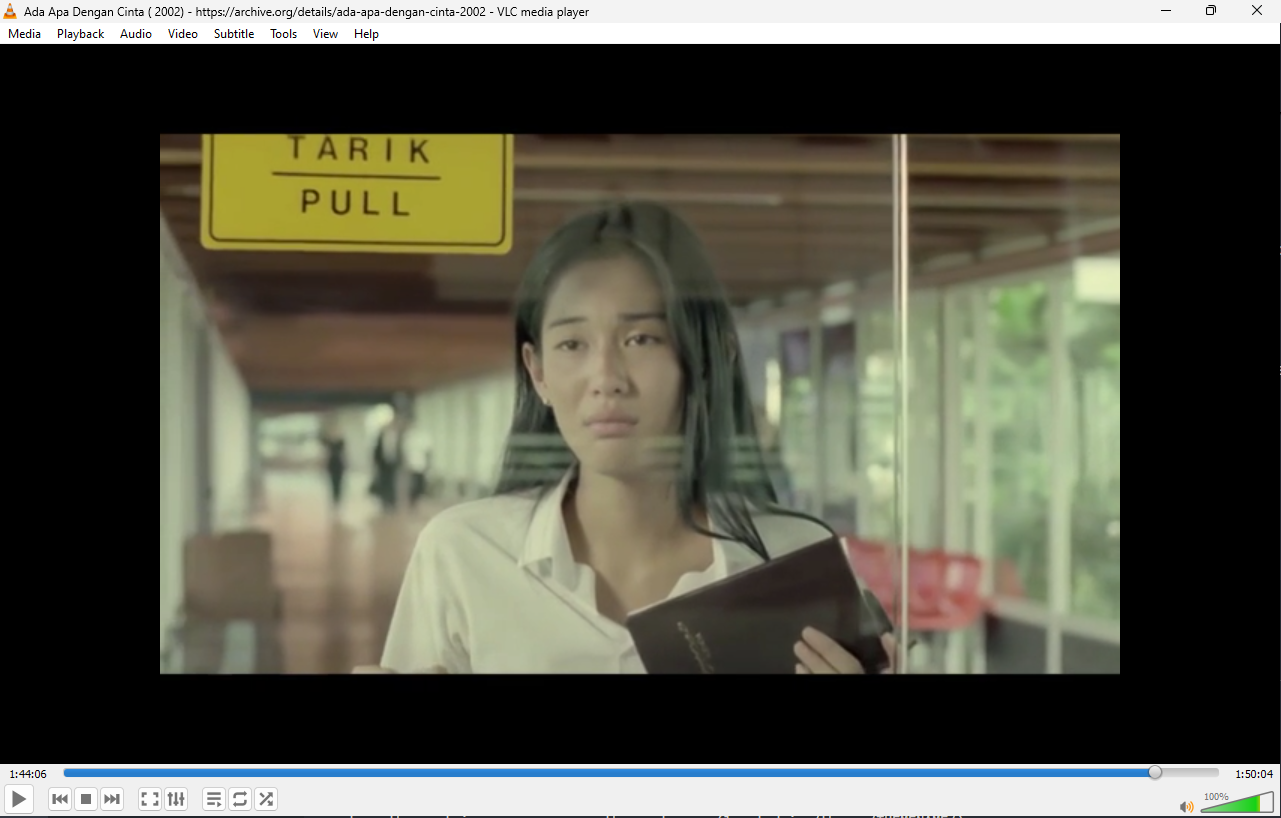 Ada Apa Dengan Cinta ( 2002) - https://archive.org/details/ada-apa-dengan-cinta-2002 - VLC media player
Media Playback Audio Video Subtitle Tools View Help
TARIK
PULL
1:44:06
1:50:04
100%